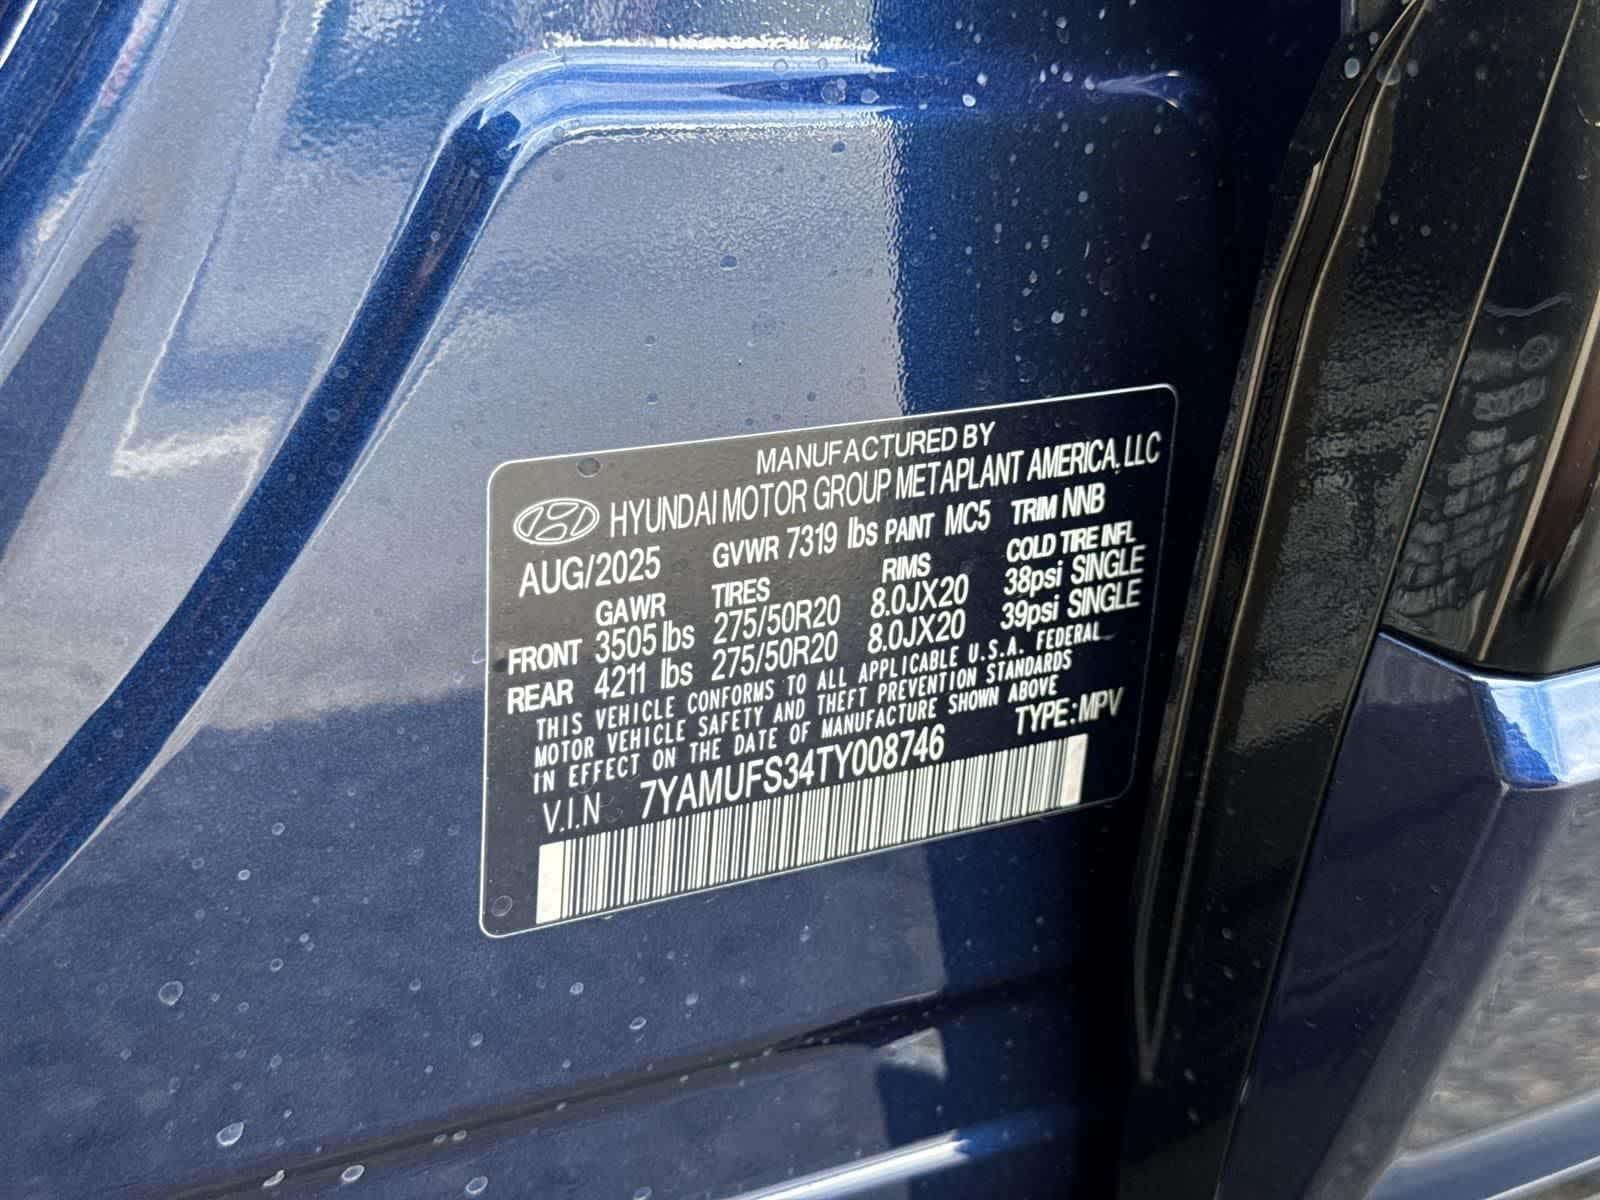 MANUFACTURED BY
HYUNDAI MOTOR GROUP METAPLANT AMERICA, LLC
AUG/2025 GVWR 7319 lbs PAINT MC5 TRIM NNB
GAWR TIRES RIMS COLD TIRE INFL
FRONT 3505 lbs 275/50R20 8.0JX20 38psi SINGLE
REAR 4211 lbs 275/50R20 8.0JX20 39psi SINGLE
THIS VEHICLE CONFORMS TO ALL APPLICABLE U.S.A. FEDERAL
MOTOR VEHICLE SAFETY AND THEFT PREVENTION STANDARDS
IN EFFECT ON THE DATE OF MANUFACTURE SHOWN ABOVE
V.I.N 7YAMUFS34TY008746 TYPE:MPV